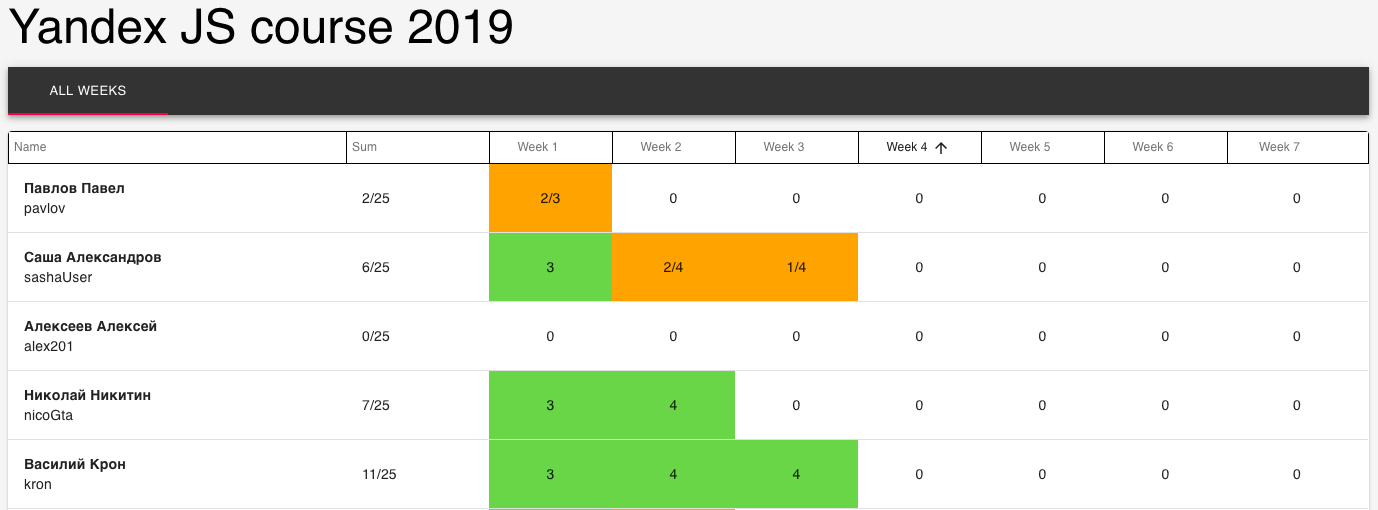 Yandex JS course 2019
ALL WEEKS
Name Sum Week 1 Week 2 Week 3 Week 4 Week 5 Week 6 Week 7
Павлов Павел
pavlov 2/25 2/3 0 0 0 0 0 0
Саша Александров
sashaUser 6/25 3 2/4 1/4 0 0 0 0
Алексеев Алексей
alex201 0/25 0 0 0 0 0 0 0
Николай Никитин
nicoGta 7/25 3 4 0 0 0 0 0
Василий Крон
kron 11/25 3 4 4 0 0 0 0